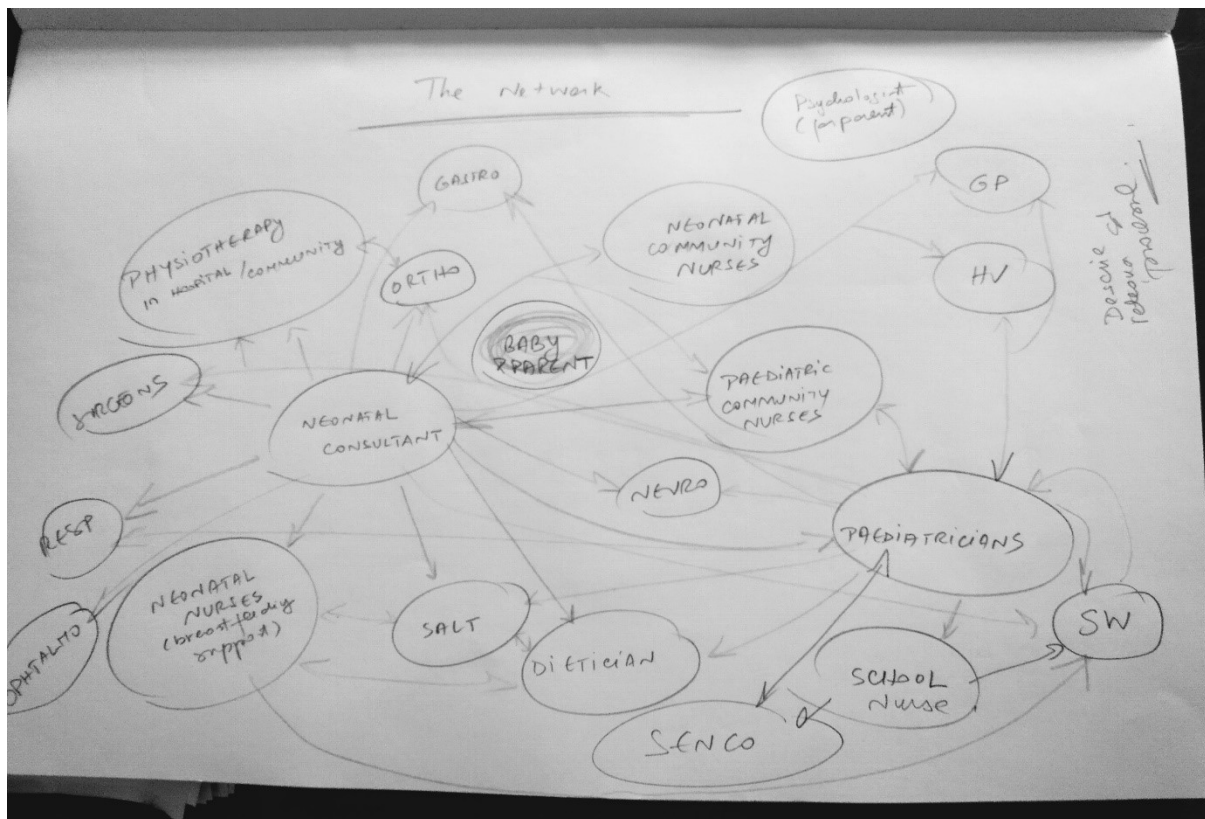 The Network
Psychologist
(for parent)
GASTRO
GP
PHYSIOTHERAPY
in HOSPITAL / COMMUNITY
NEONATAL
COMMUNITY
NURSES
ORTHO
HV
BABY
PARENT
PAEDIATRIC
COMMUNITY
NURSES
SURGEONS
NEONATAL
CONSULTANT
NEURO
RESP
PAEDIATRICIANS
NEONATAL
NURSES
(breastfeeding
support)
SALT
SW
OPHTALMO
DIETICIAN
SCHOOL
Nurse
SENCO